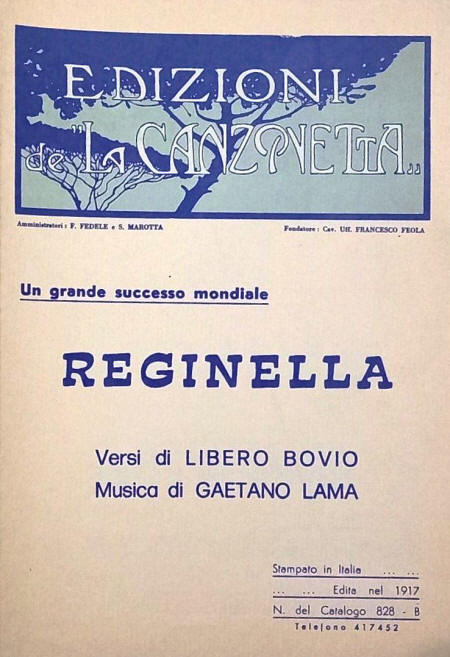 EDIZIONI
de "LA CANZONETTA"
Amministratori: F. FEDELE e S. MAROTTA
Fondatore: Cav. Uff. FRANCESCO FEOLA
Un grande successo mondiale
REGINELLA
Versi di LIBERO BOVIO
Musica di GAETANO LAMA
Stampato in Italia ... ...
... ... Edita nel 1917
N. del Catalogo 828 - B
Telefono 417452